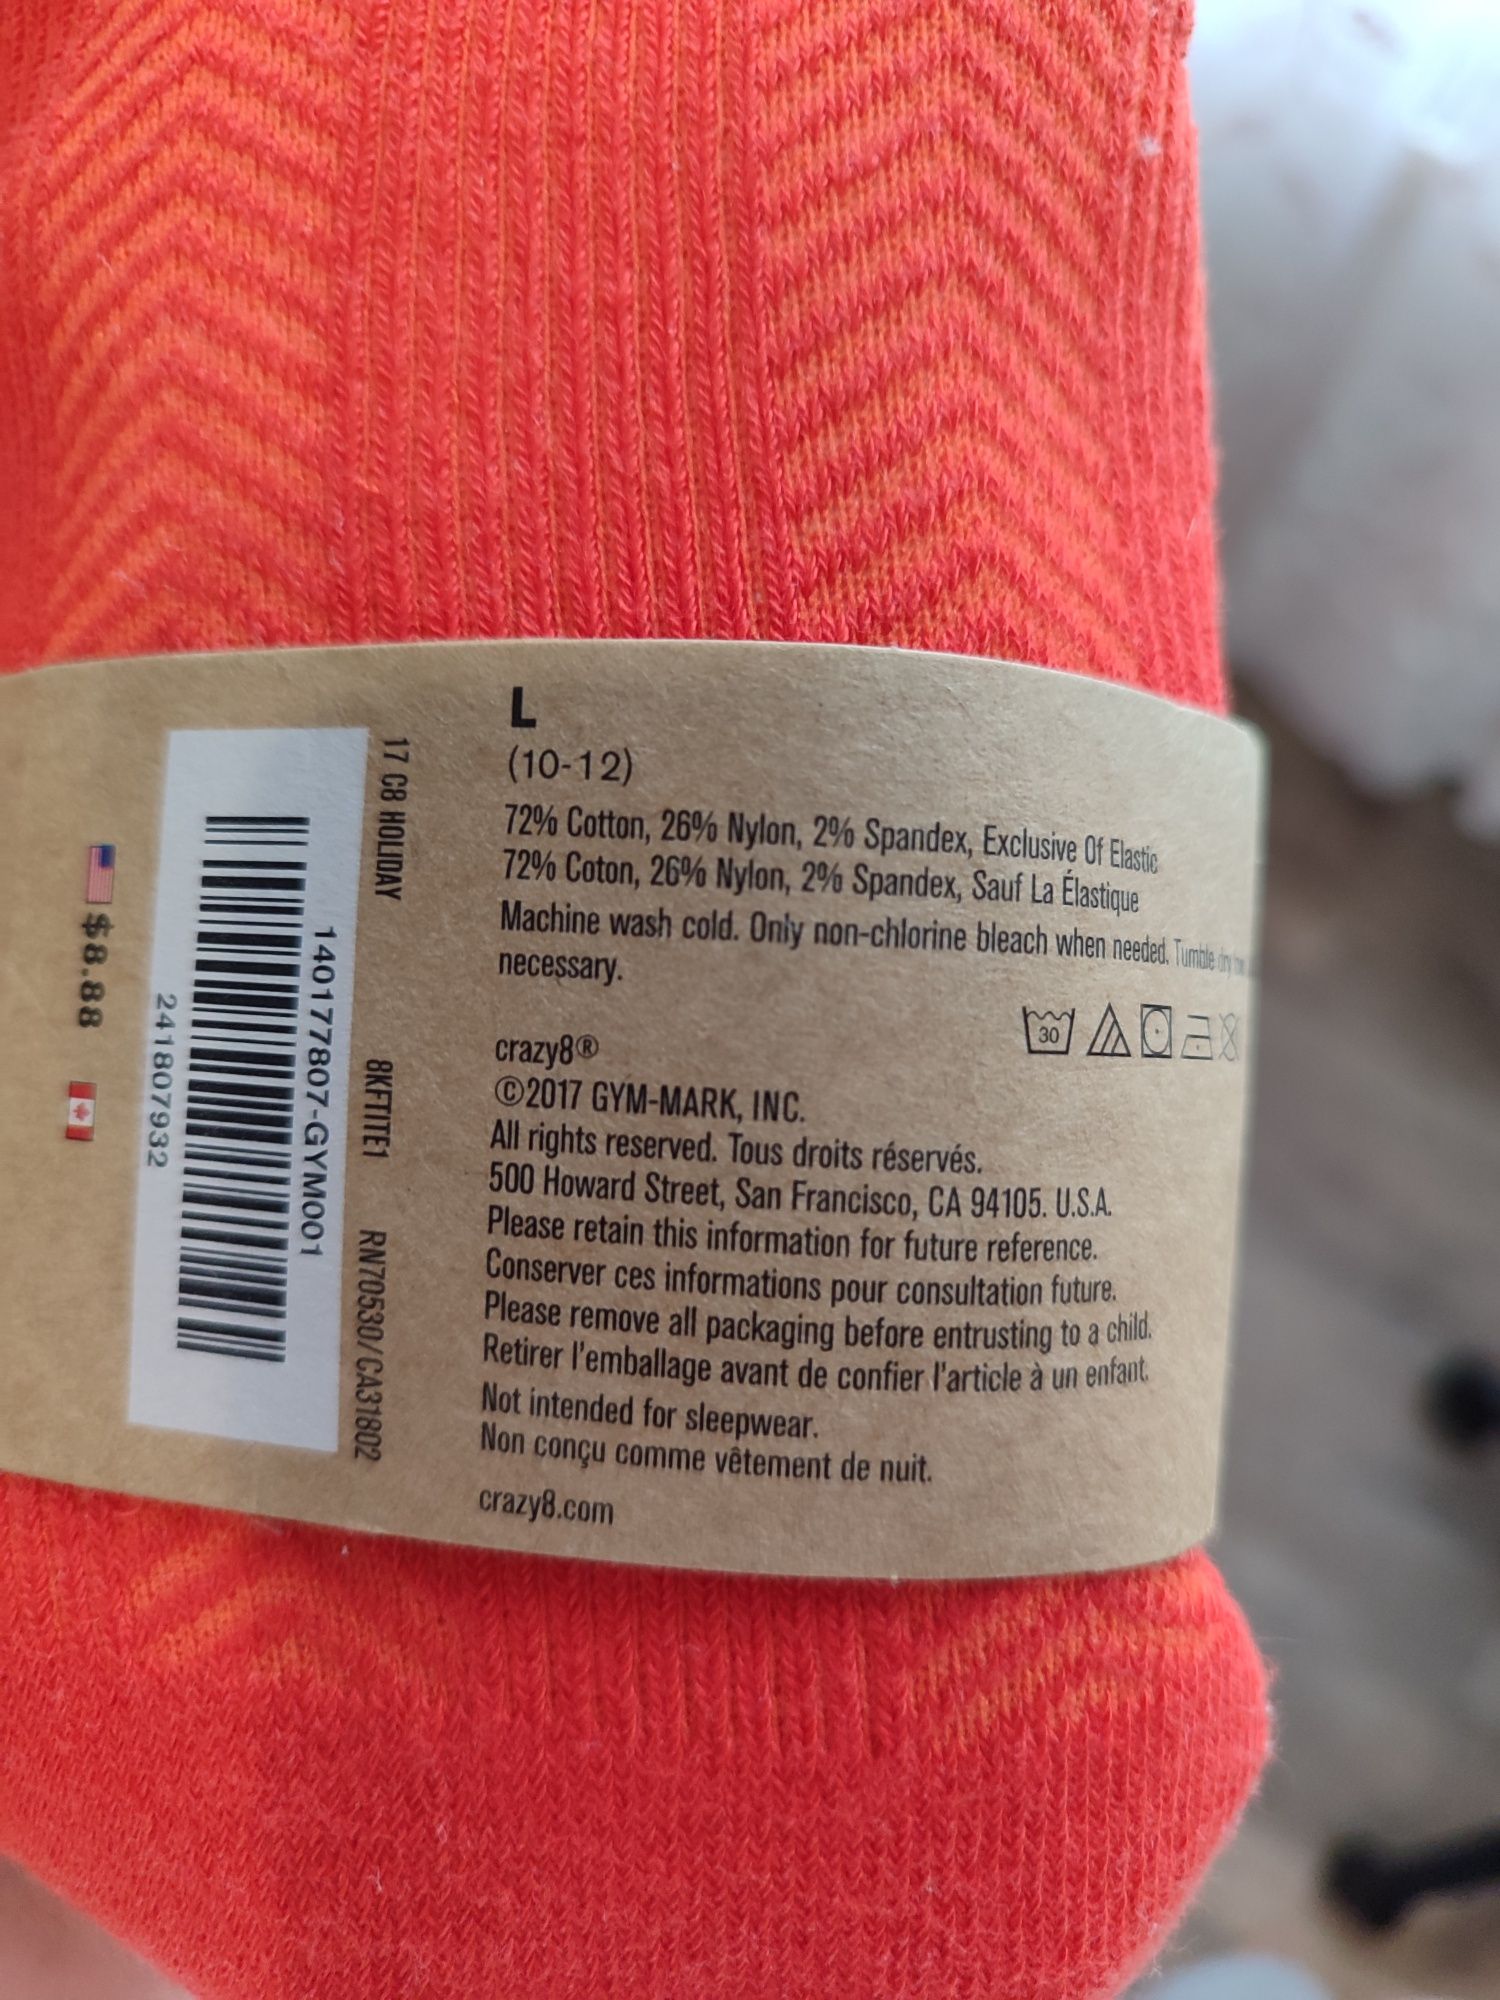 L
(10-12)
72% Cotton, 26% Nylon, 2% Spandex, Exclusive Of Elastic
72% Coton, 26% Nylon, 2% Spandex, Sauf La Élastique
Machine wash cold. Only non-chlorine bleach when needed. Tumble dry
necessary.
30
crazy8®
©2017 GYM-MARK, INC.
All rights reserved. Tous droits réservés.
500 Howard Street, San Francisco, CA 94105. U.S.A.
Please retain this information for future reference.
Conserver ces informations pour consultation future.
Please remove all packaging before entrusting to a child.
Retirer l'emballage avant de confier l'article à un enfant.
Not intended for sleepwear.
Non conçu comme vêtement de nuit.
crazy8.com
17 C8 HOLIDAY 8KFTITE1 RN70530/CA31802
140177807-GYM001
241807932
$8.88